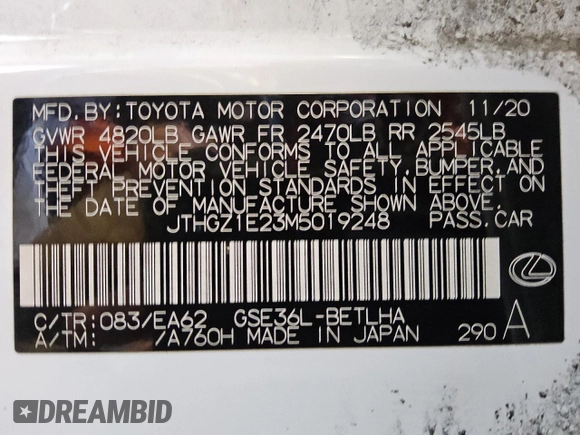 MFD. BY: TOYOTA MOTOR CORPORATION 11/20
GVWR 4820LB GAWR FR 2470LB RR 2545LB
THIS VEHICLE CONFORMS TO ALL APPLICABLE
FEDERAL MOTOR VEHICLE SAFETY, BUMPER, AND
THEFT PREVENTION STANDARDS IN EFFECT ON
THE DATE OF MANUFACTURE SHOWN ABOVE.
JTHGZ1E23M5019248 PASS. CAR
C/TR: 083/EA62 GSE36L-BETLHA
A/TM: /A760H MADE IN JAPAN 290 A
DREAMBID